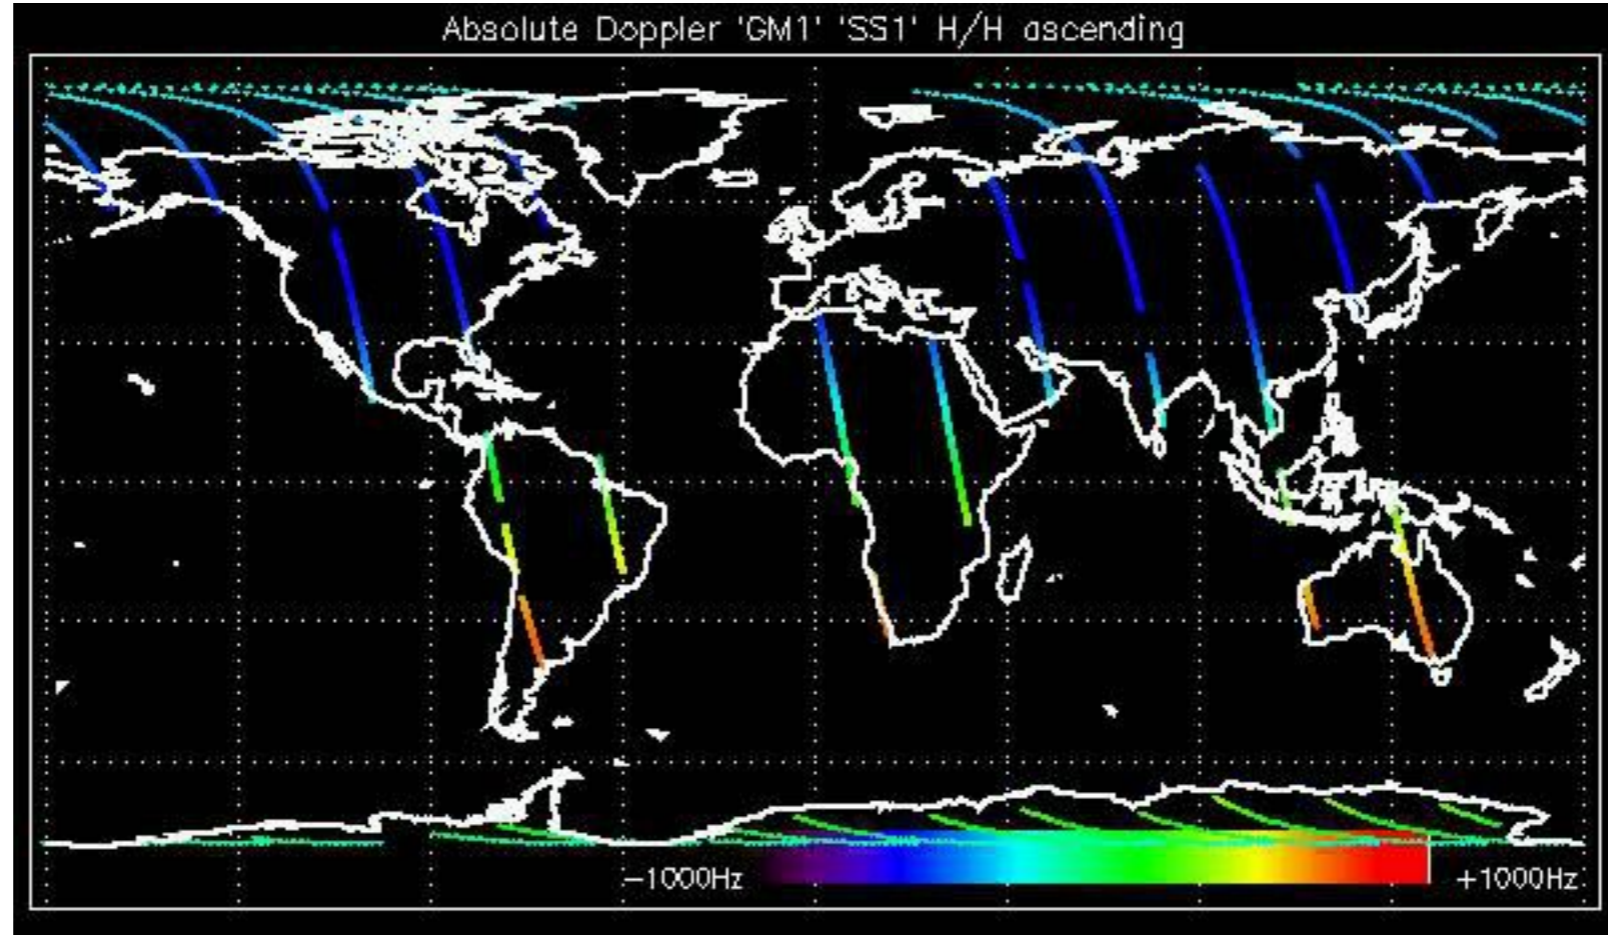 Absolute Doppler 'GM1' 'SS1' H/H ascending
−1000Hz
+1000Hz